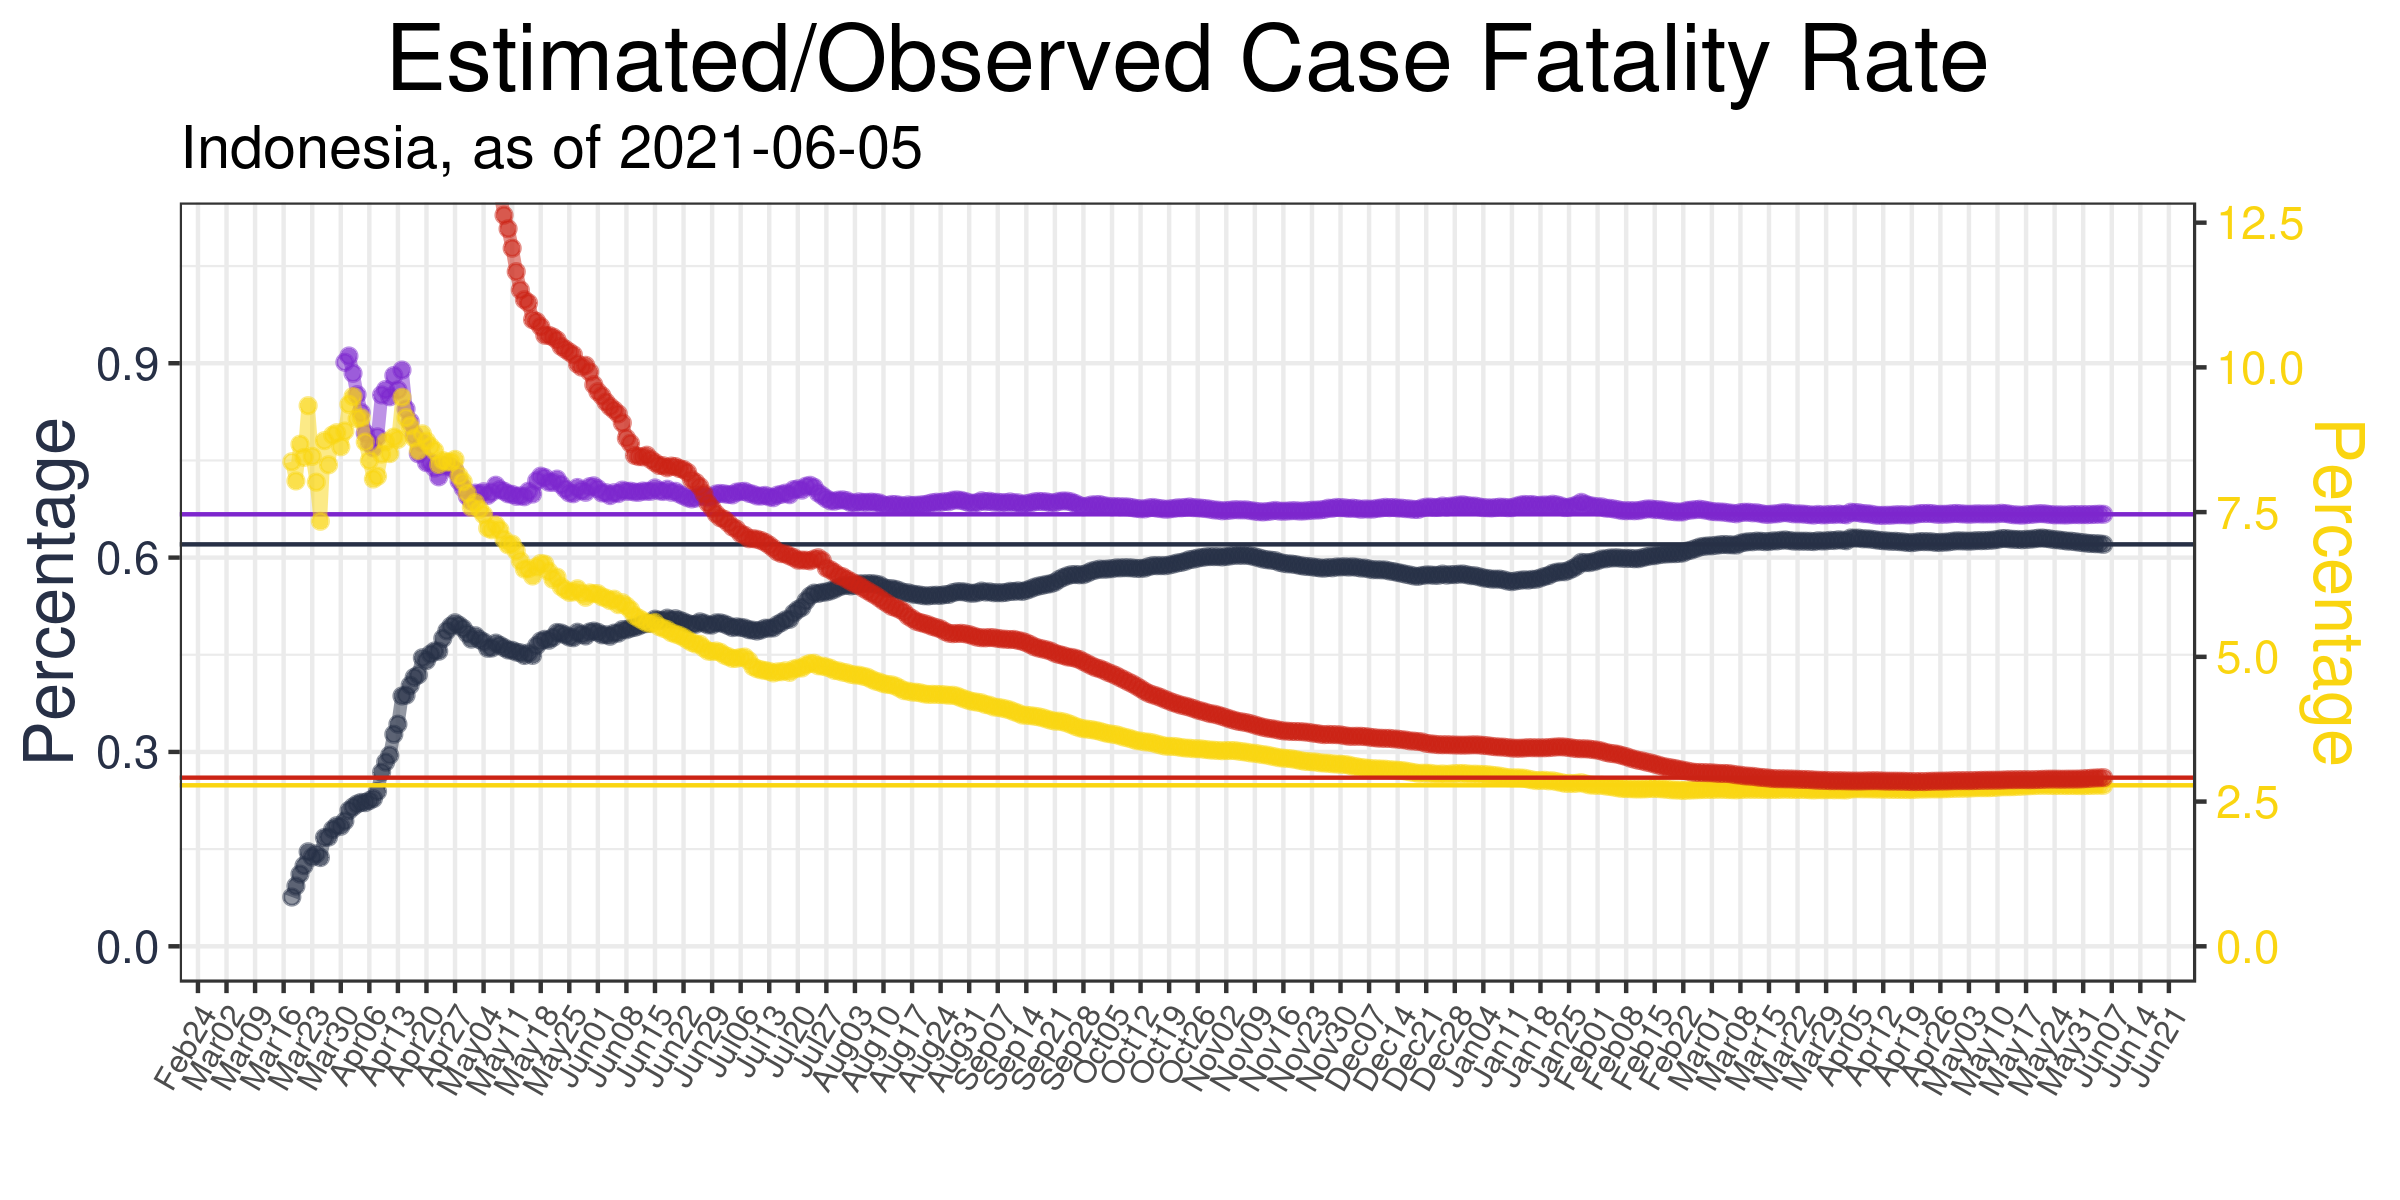 Estimated/Observed Case Fatality Rate
Indonesia, as of 2021-06-05
Percentage
0.9
0.6
0.3
0.0
12.5
10.0
7.5
5.0
2.5
0.0
Percentage
Feb24
Mar02
Mar09
Mar16
Mar23
Mar30
Apr06
Apr13
Apr20
Apr27
May04
May11
May18
May25
Jun01
Jun08
Jun15
Jun22
Jun29
Jul06
Jul13
Jul20
Jul27
Aug03
Aug10
Aug17
Aug24
Aug31
Sep07
Sep14
Sep21
Sep28
Oct05
Oct12
Oct19
Oct26
Nov02
Nov09
Nov16
Nov23
Nov30
Dec07
Dec14
Dec21
Dec28
Jan04
Jan11
Jan18
Jan25
Feb01
Feb08
Feb15
Feb22
Mar01
Mar08
Mar15
Mar22
Mar29
Apr05
Apr12
Apr19
Apr26
May03
May10
May17
May24
May31
Jun07
Jun14
Jun21